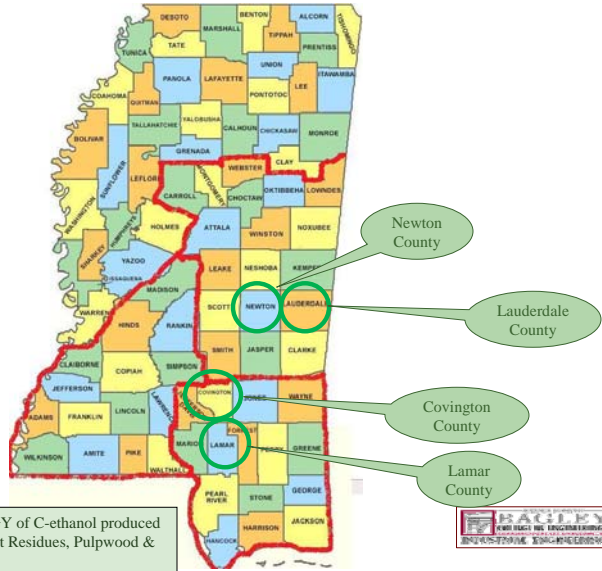 DESOTO
BENTON
ALCORN
TISHOMINGO
MARSHALL
TIPPAH
TUNICA
TATE
PRENTISS
UNION
ITAWAMBA
PANOLA
LAFAYETTE
LEE
COAHOMA
QUITMAN
PONTOTOC
YALOBUSHA
TALLAHATCHIE
CALHOUN
CHICKASAW
MONROE
BOLIVAR
GRENADA
CLAY
SUNFLOWER
LEFLORE
MONTGOMERY
WEBSTER
CARROLL
CHOCTAW
OKTIBBEHA
LOWNDES
WASHINGTON
HUMPHREYS
HOLMES
ATTALA
WINSTON
NOXUBEE
Newton
County
SHARKEY
YAZOO
LEAKE
NESHOBA
KEMPER
ISSAQUENA
MADISON
WARREN
SCOTT
NEWTON
LAUDERDALE
Lauderdale
County
HINDS
RANKIN
SMITH
JASPER
CLARKE
CLAIBORNE
COPIAH
SIMPSON
JEFFERSON
COVINGTON
JONES
WAYNE
Covington
County
ADAMS
FRANKLIN
LINCOLN
LAWRENCE
WILKINSON
AMITE
PIKE
MARIO
LAMAR
FORREST
PERRY
GREENE
WALTHALL
Lamar
County
PEARL
RIVER
STONE
GEORGE
HANCOCK
HARRISON
JACKSON
GY of C-ethanol produced
t Residues, Pulpwood &
BAGLEY
INDUSTRIAL ENGINEERING